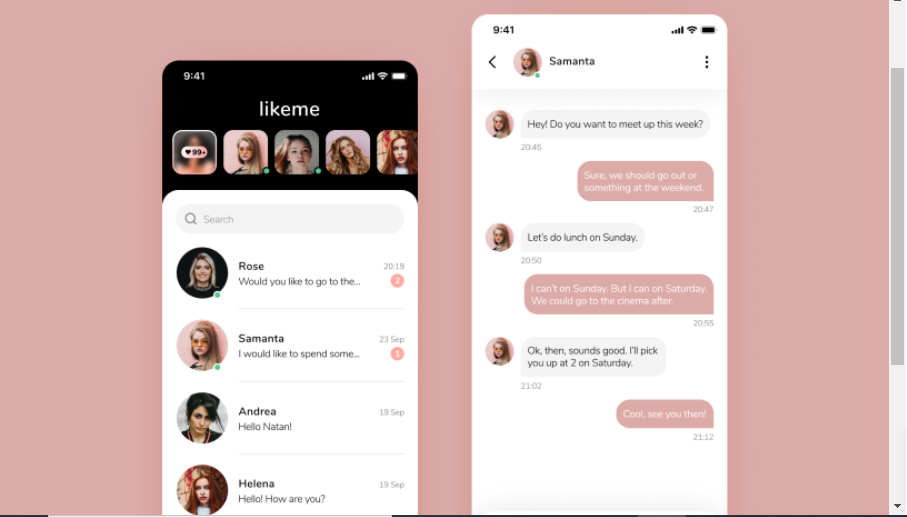 9:41
likeme
99+
Search
Rose
20:19
Would you like to go to the...
2
Samanta
23 Sep
I would like to spend some...
1
Andrea
19 Sep
Hello Natan!
Helena
19 Sep
Hello! How are you?
9:41
Samanta
Hey! Do you want to meet up this week?
20:45
Sure, we should go out or
something at the weekend.
20:47
Let's do lunch on Sunday.
20:50
I can't on Sunday. But I can on Saturday.
We could go to the cinema after.
20:55
Ok, then, sounds good. I'll pick
you up at 2 on Saturday.
21:02
Cool, see you then!
21:12